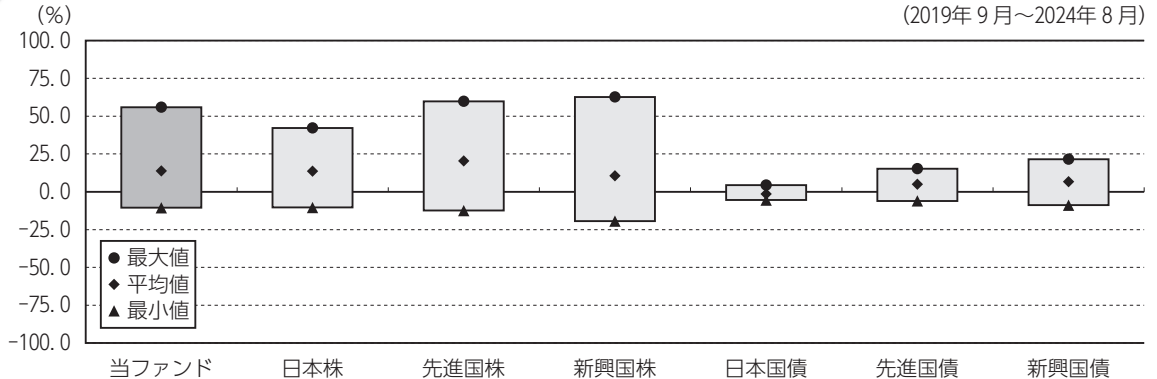 (%)
(2019年9月～2024年8月)
100.0
75.0
50.0
25.0
0.0
-25.0
-50.0
-75.0
-100.0
● 最大値
◆ 平均値
▲ 最小値
当ファンド 日本株 先進国株 新興国株 日本国債 先進国債 新興国債